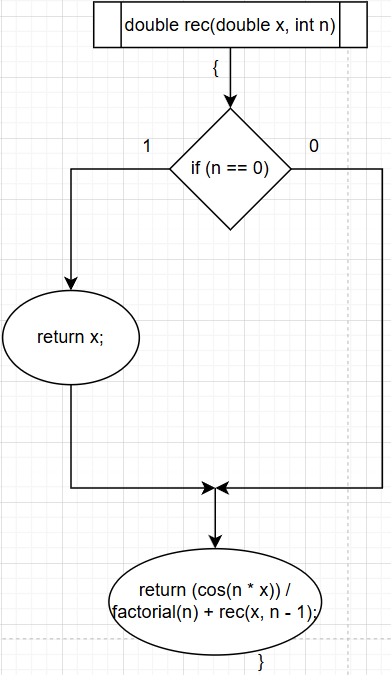 double rec(double x, int n)
{
1
0
if (n == 0)
return x;
return (cos(n * x)) /
factorial(n) + rec(x, n - 1);
}